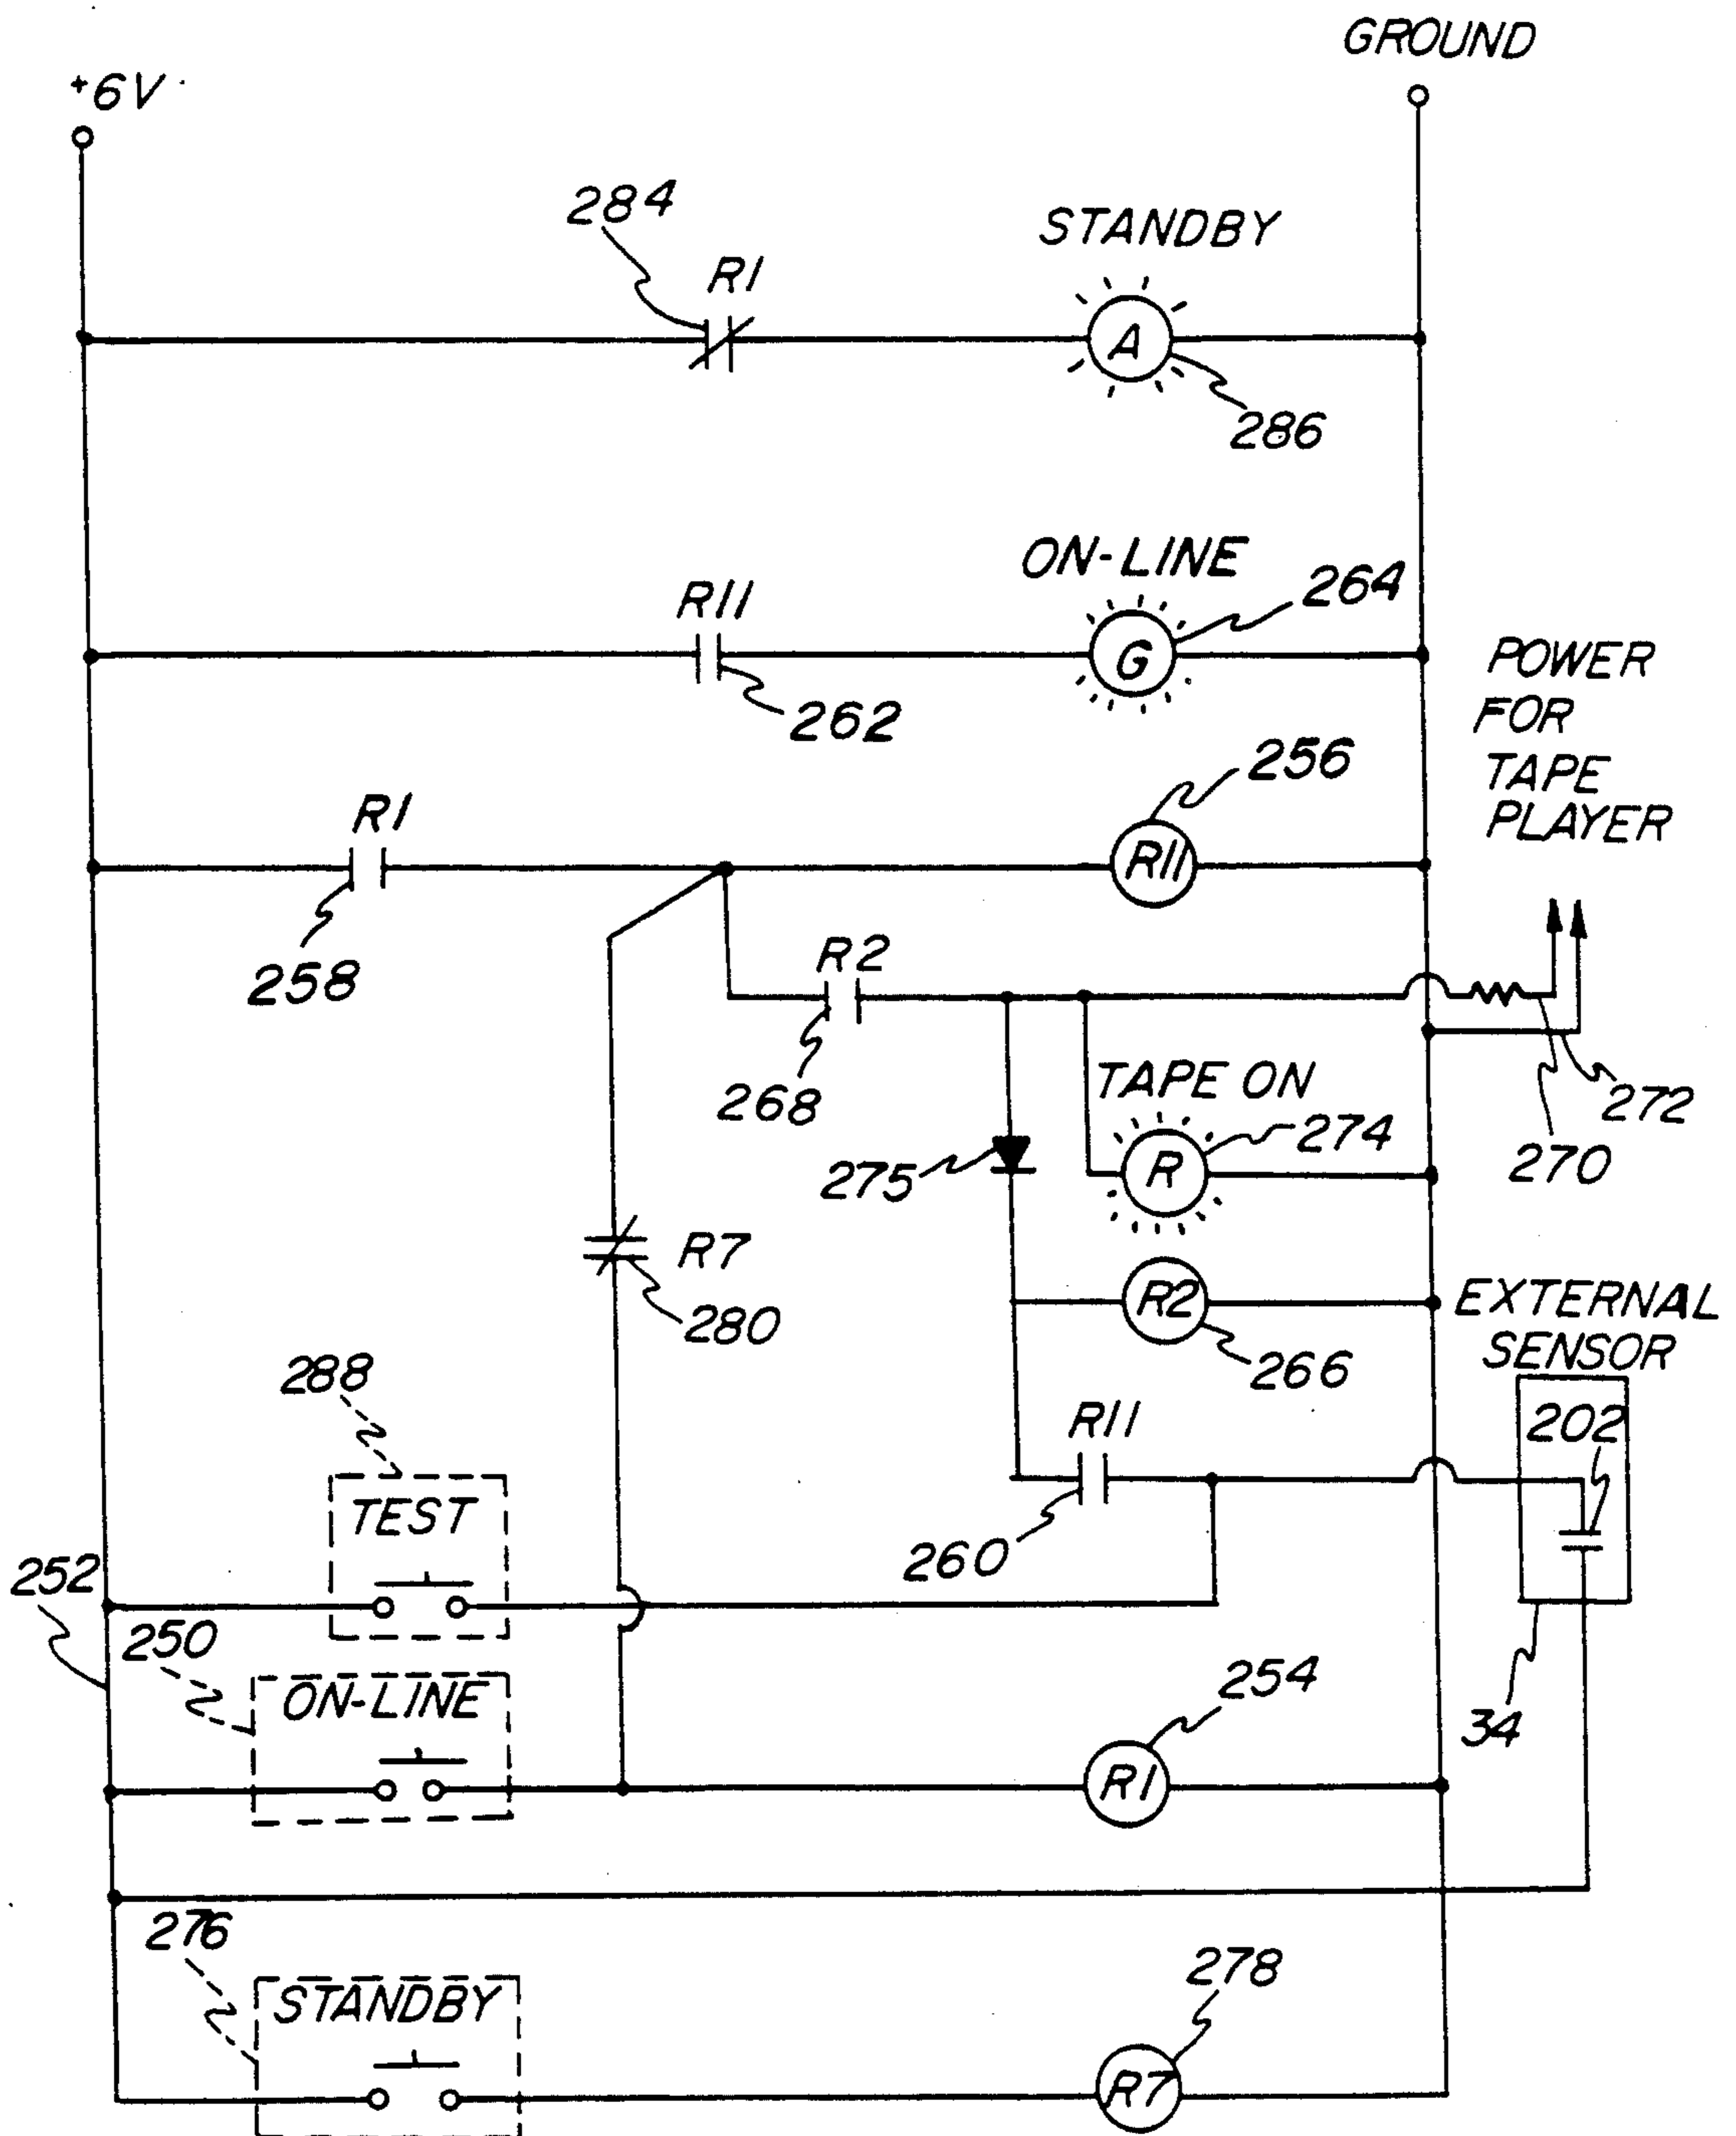 GROUND
+6V
284
STANDBY
R1
A
286
ON-LINE
264
R11
G
262
POWER
FOR
TAPE
PLAYER
256
R1
R11
258
R2
268
TAPE ON
272
274
270
275
R
R7
280
R2
266
EXTERNAL
SENSOR
288
202
R11
TEST
260
252
250
ON-LINE
254
34
R1
276
STANDBY
278
R7